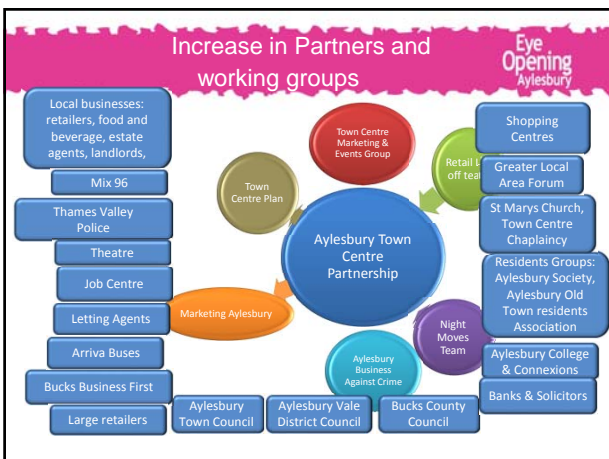 Increase in Partners and
working groups
Eye
Opening
Aylesbury
Local businesses:
retailers, food and
beverage, estate
agents, landlords,
Mix 96
Thames Valley
Police
Theatre
Job Centre
Letting Agents
Arriva Buses
Bucks Business First
Large retailers
Town Centre
Marketing &
Events Group
Town
Centre Plan
Retail
off
Aylesbury Town
Centre
Partnership
Marketing Aylesbury
Night
Moves
Team
Aylesbury
Business
Against Crime
Aylesbury
Town Council
Aylesbury Vale
District Council
Bucks County
Council
Shopping
Centres
Greater Local
Area Forum
St Marys Church,
Town Centre
Chaplaincy
Residents Groups:
Aylesbury Society,
Aylesbury Old
Town residents
Association
Aylesbury College
& Connexions
Banks & Solicitors